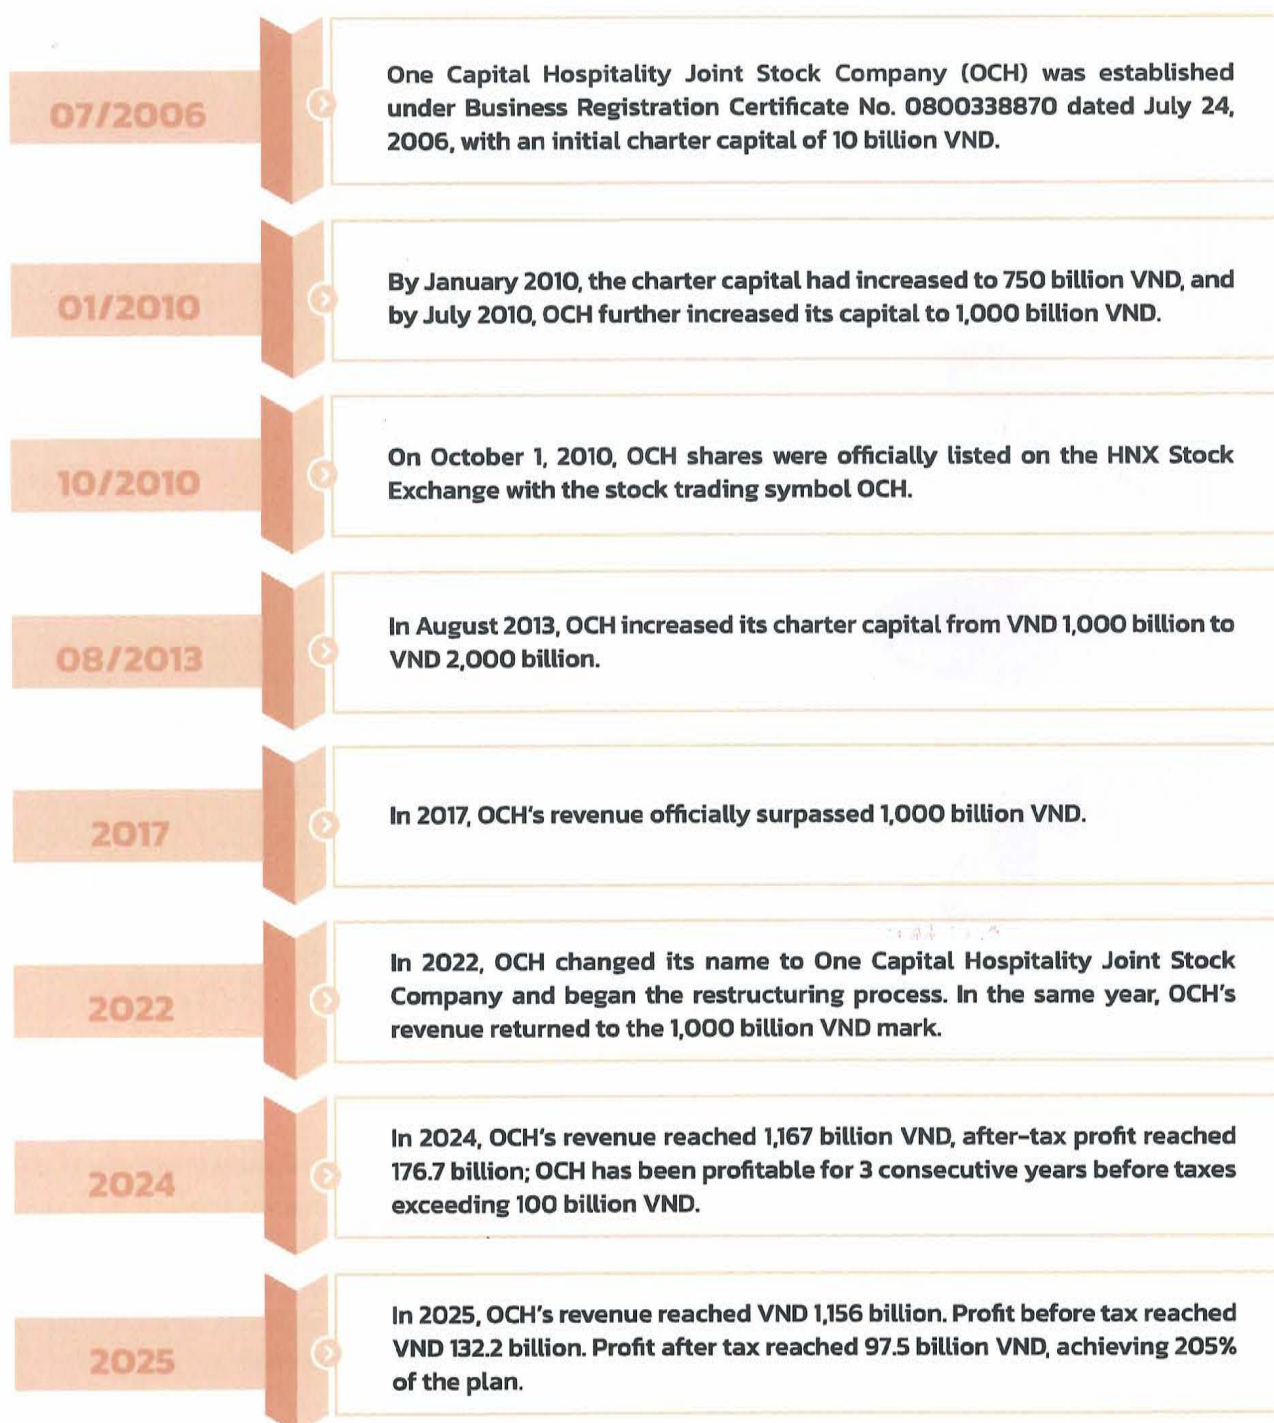 07/2006
One Capital Hospitality Joint Stock Company (OCH) was established
under Business Registration Certificate No. 0800338870 dated July 24,
2006, with an initial charter capital of 10 billion VND.
01/2010
By January 2010, the charter capital had increased to 750 billion VND, and
by July 2010, OCH further increased its capital to 1,000 billion VND.
10/2010
On October 1, 2010, OCH shares were officially listed on the HNX Stock
Exchange with the stock trading symbol OCH.
08/2013
In August 2013, OCH increased its charter capital from VND 1,000 billion to
VND 2,000 billion.
2017
In 2017, OCH's revenue officially surpassed 1,000 billion VND.
2022
In 2022, OCH changed its name to One Capital Hospitality Joint Stock
Company and began the restructuring process. In the same year, OCH's
revenue returned to the 1,000 billion VND mark.
2024
In 2024, OCH's revenue reached 1,167 billion VND, after-tax profit reached
176.7 billion; OCH has been profitable for 3 consecutive years before taxes
exceeding 100 billion VND.
2025
In 2025, OCH's revenue reached VND 1,156 billion. Profit before tax reached
VND 132.2 billion. Profit after tax reached 97.5 billion VND, achieving 205%
of the plan.